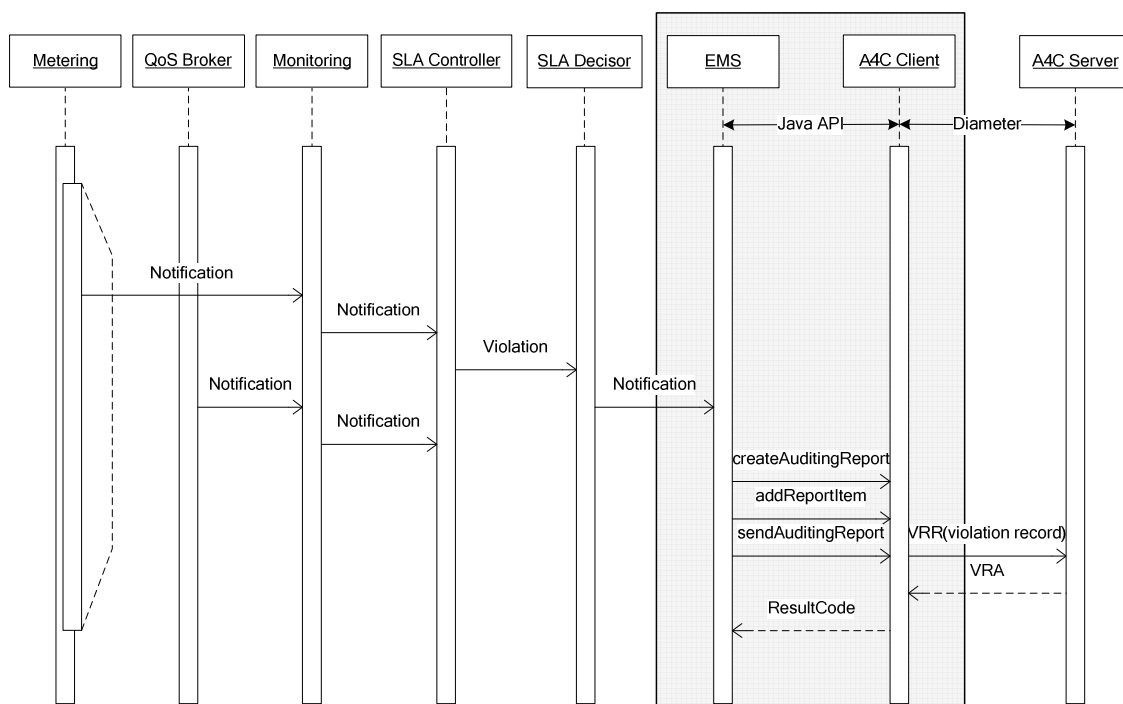 Metering
QoS Broker
Monitoring
SLA Controller
SLA Decisor
EMS
A4C Client
A4C Server
Java API
Diameter
Notification
Notification
Violation
Notification
Notification
Notification
createAuditingReport
addReportItem
sendAuditingReport
VRR(violation record)
VRA
ResultCode